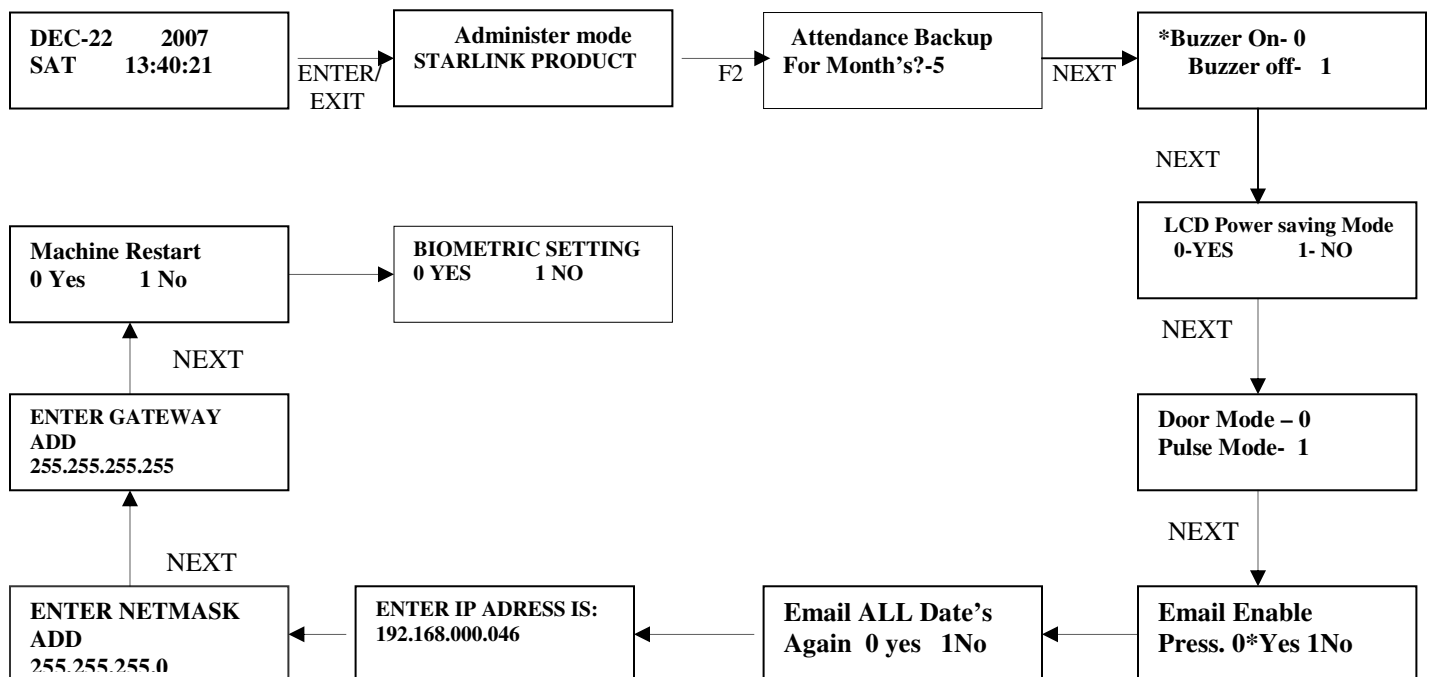 DEC-22 2007
SAT 13:40:21
ENTER/
EXIT
Administer mode
STARLINK PRODUCT
F2
Attendance Backup
For Month's?-5
NEXT
*Buzzer On- 0
Buzzer off- 1
NEXT
LCD Power saving Mode
0-YES 1- NO
NEXT
Door Mode – 0
Pulse Mode- 1
NEXT
Email Enable
Press. 0*Yes 1No
Email ALL Date's
Again 0 yes 1No
ENTER IP ADRESS IS:
192.168.000.046
ENTER NETMASK
ADD
255.255.255.0
NEXT
ENTER GATEWAY
ADD
255.255.255.255
NEXT
Machine Restart
0 Yes 1 No
BIOMETRIC SETTING
0 YES 1 NO